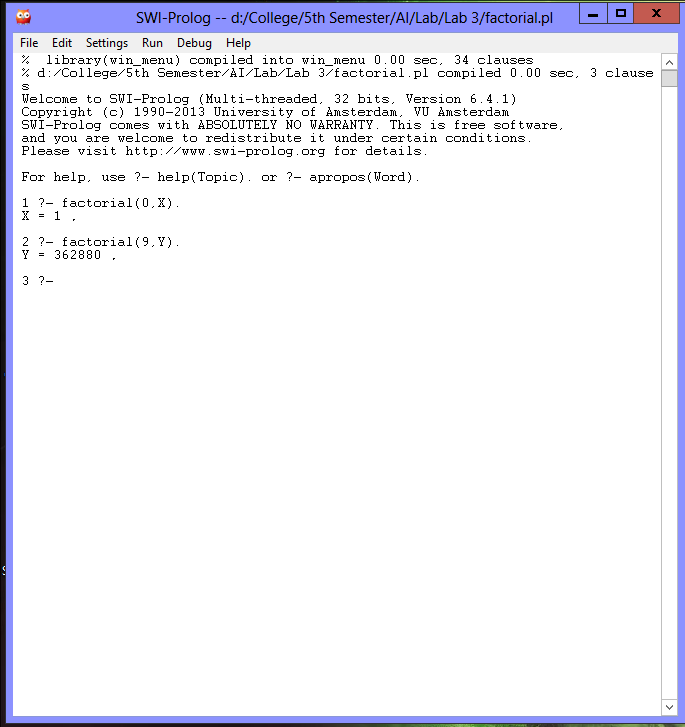 SWI-Prolog -- d:/College/5th Semester/AI/Lab/Lab 3/factorial.pl
File Edit Settings Run Debug Help
%  library(win_menu) compiled into win_menu 0.00 sec, 34 clauses
% d:/College/5th Semester/AI/Lab/Lab 3/factorial.pl compiled 0.00 sec, 3 clause
s
Welcome to SWI-Prolog (Multi-threaded, 32 bits, Version 6.4.1)
Copyright (c) 1990-2013 University of Amsterdam, VU Amsterdam
SWI-Prolog comes with ABSOLUTELY NO WARRANTY. This is free software,
and you are welcome to redistribute it under certain conditions.
Please visit http://www.swi-prolog.org for details.
For help, use ?- help(Topic). or ?- apropos(Word).
1 ?- factorial(0,X).
X = 1 ,
2 ?- factorial(9,Y).
Y = 362880 ,
3 ?-